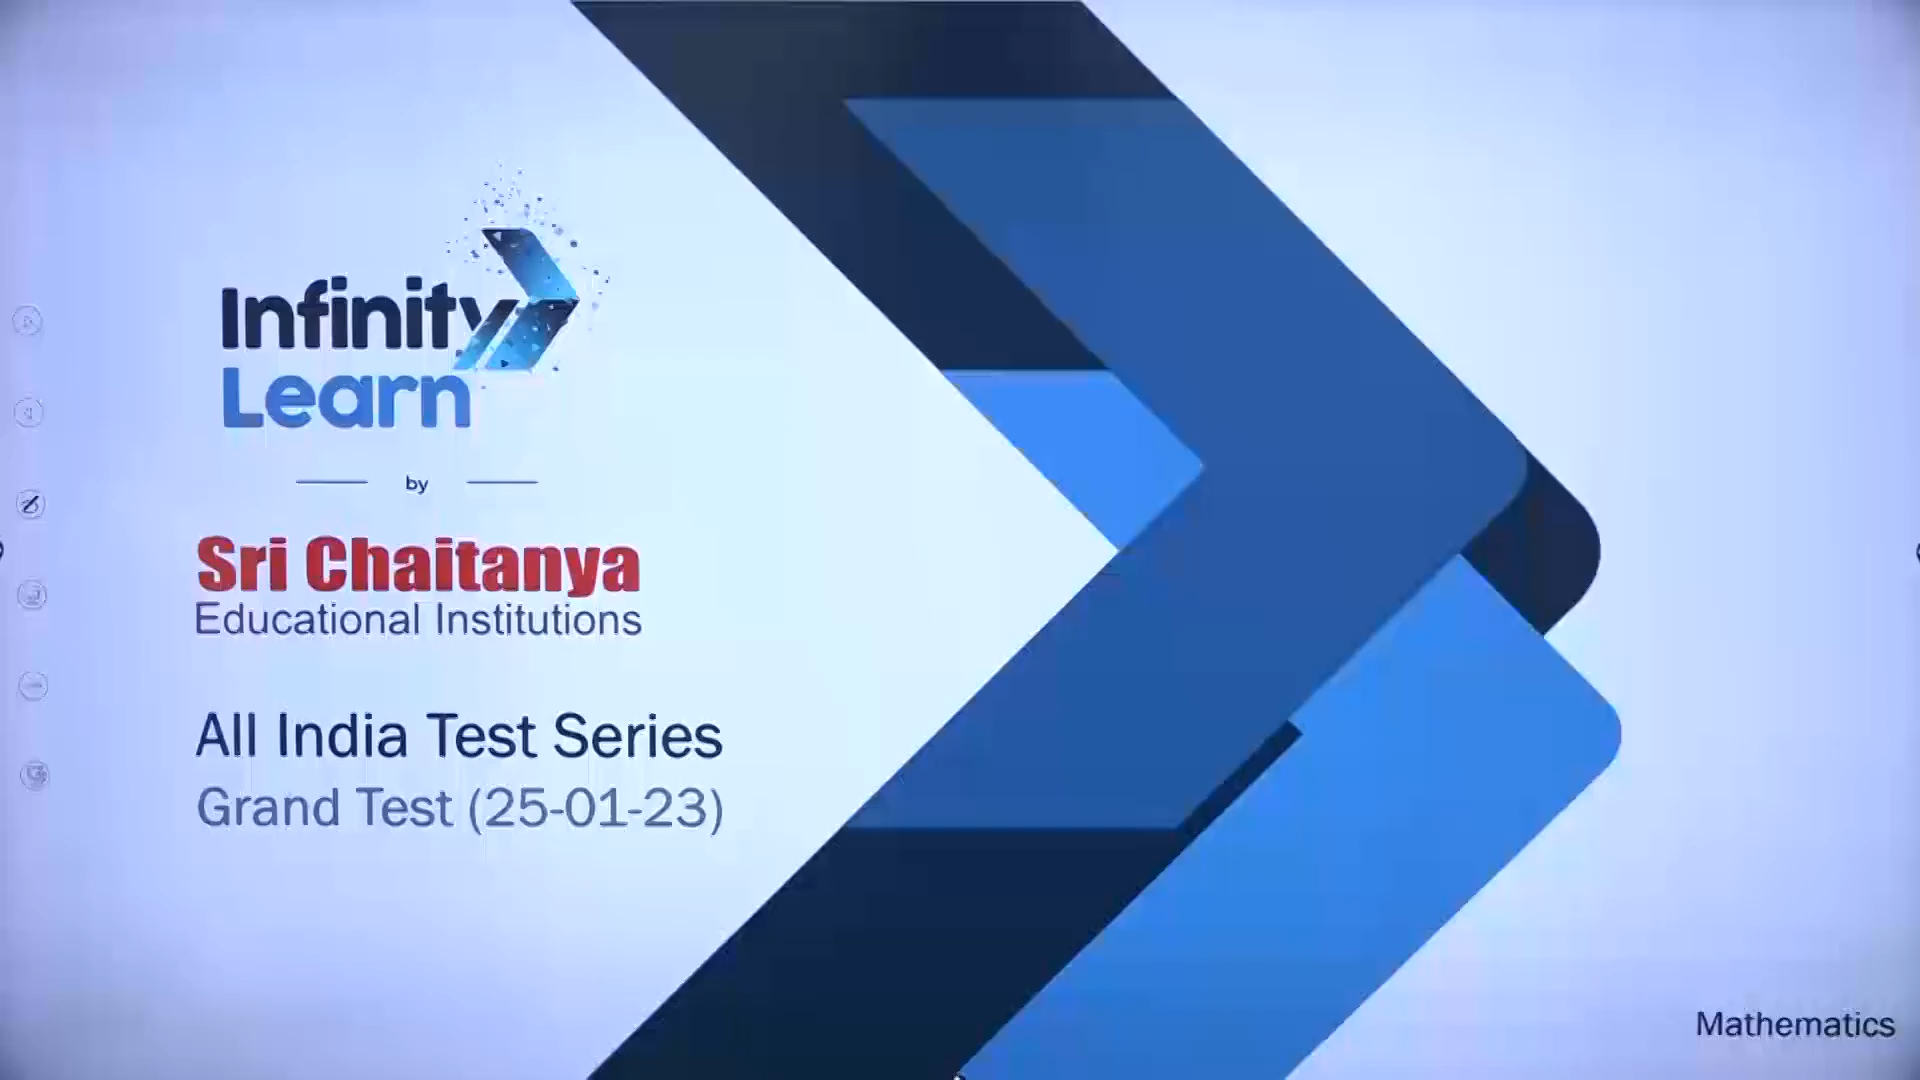 Infinity
Learn
by
Sri Chaitanya
Educational Institutions
All India Test Series
Grand Test (25-01-23)
Mathematics